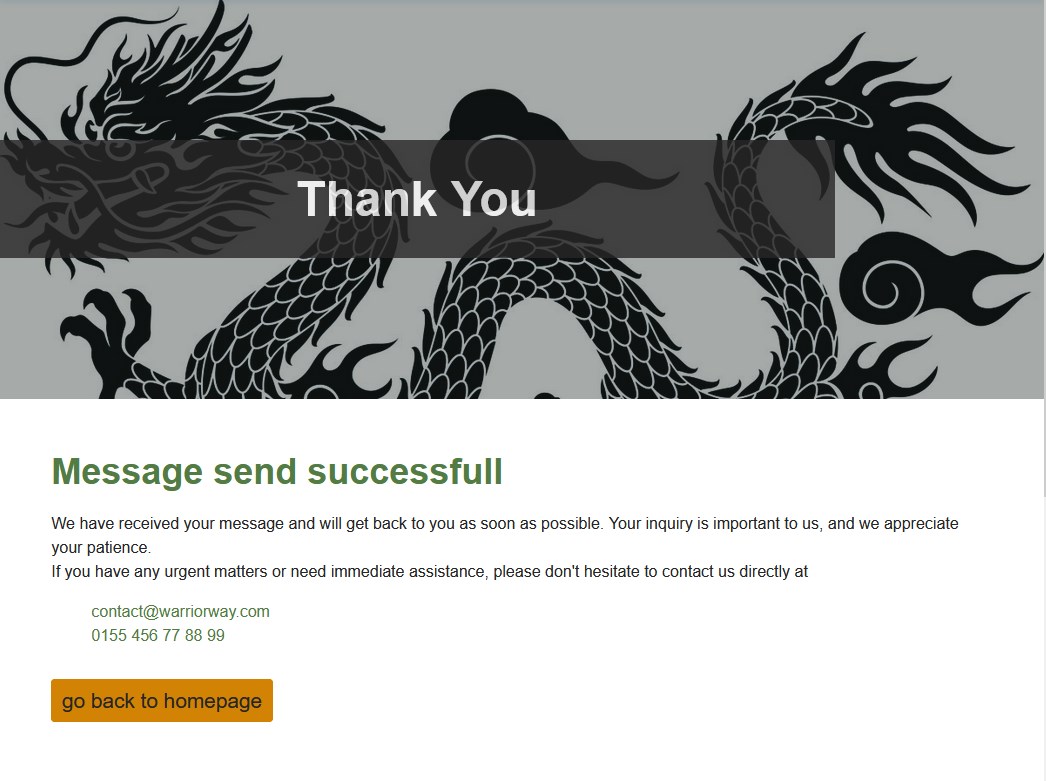 Thank You
Message send successfull
We have received your message and will get back to you as soon as possible. Your inquiry is important to us, and we appreciate
your patience.
If you have any urgent matters or need immediate assistance, please don't hesitate to contact us directly at
contact@warriorway.com
0155 456 77 88 99
go back to homepage